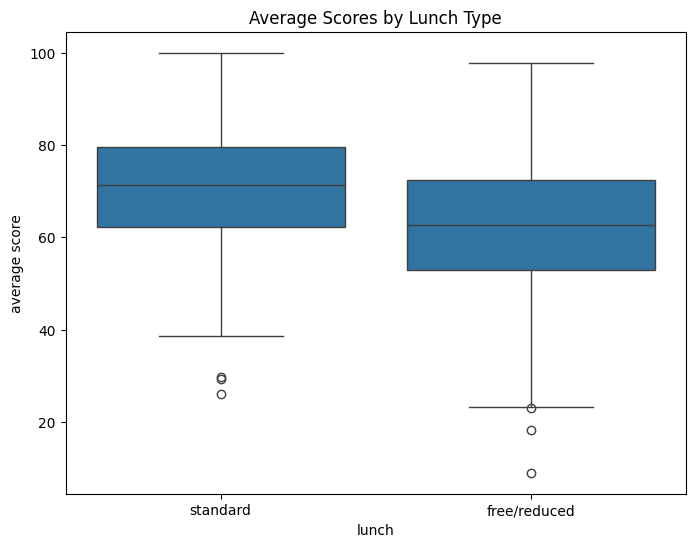 Average Scores by Lunch Type
average score
100
80
60
40
20
standard
free/reduced
lunch